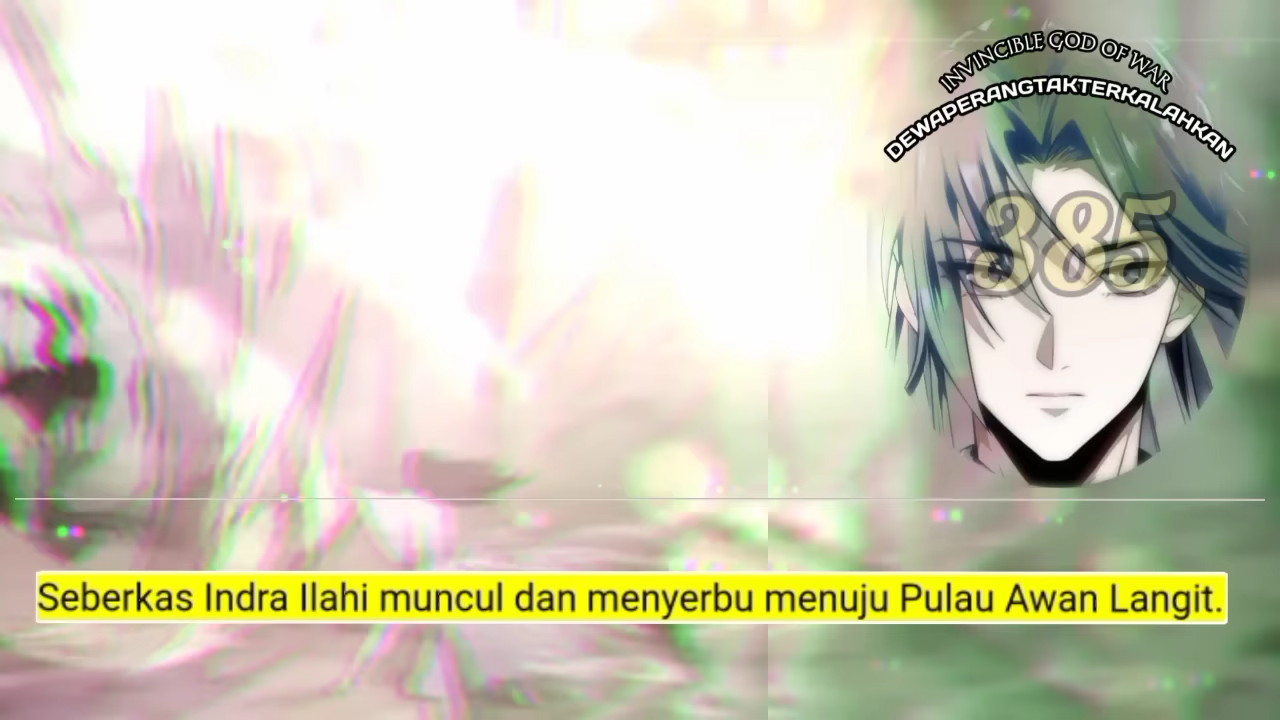 INVINCIBLE GOD OF WAR
DEWAPERANGTAKTERKALAHKAN
385
Seberkas Indra Ilahi muncul dan menyerbu menuju Pulau Awan Langit.